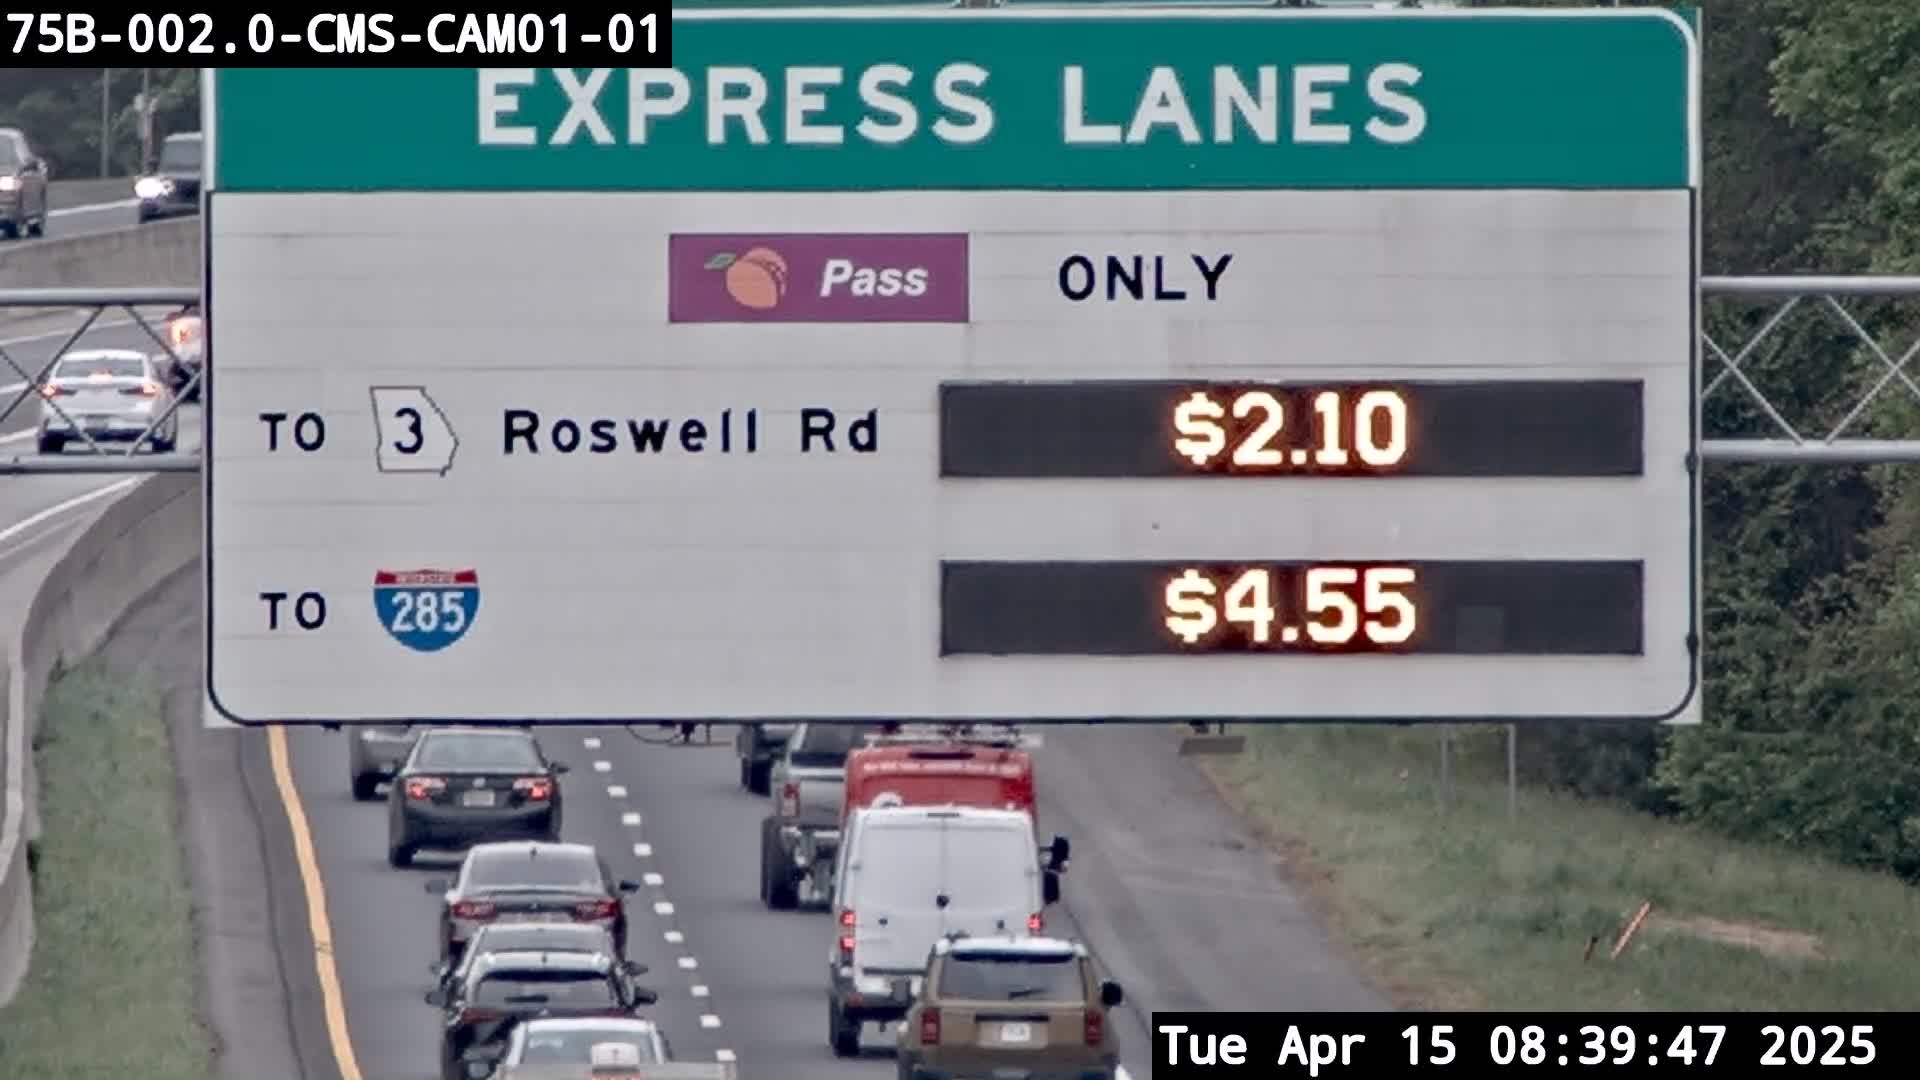 75B-002.0-CMS-CAM01-01
EXPRESS LANES
Pass ONLY
TO 3 Roswell Rd $2.10
TO 285 $4.55
Tue Apr 15 08:39:47 2025